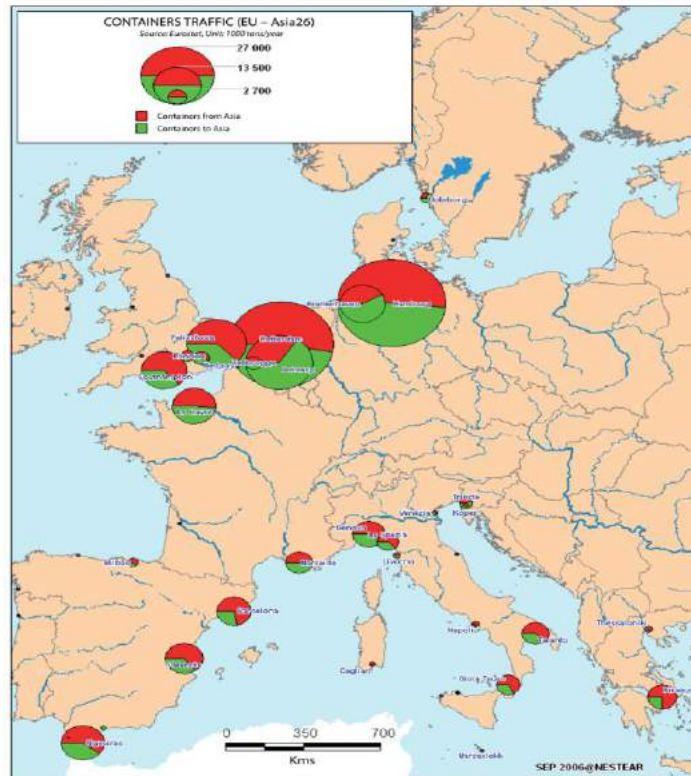 CONTAINERS TRAFFIC (EU – Asia26)
Source: Eurostat, Unit: 1000 tons/year
27 000
13 500
2 700
Containers from Asia
Containers to Asia
Goteborg
Bremerhaven
Hamburg
Felixstowe
Rotterdam
Southampton
Antwerp
Le Havre
Trieste
Venezia
Koper
Genova
La Spezia
Livorno
Marseille
Bilbao
Barcelona
Valencia
Napoli
Taranto
Thessaloniki
Cagliari
Gioia Tauro
Piraeus
Algeciras
Marsaxlokk
0 350 700
Kms
SEP 2006@NESTEAR